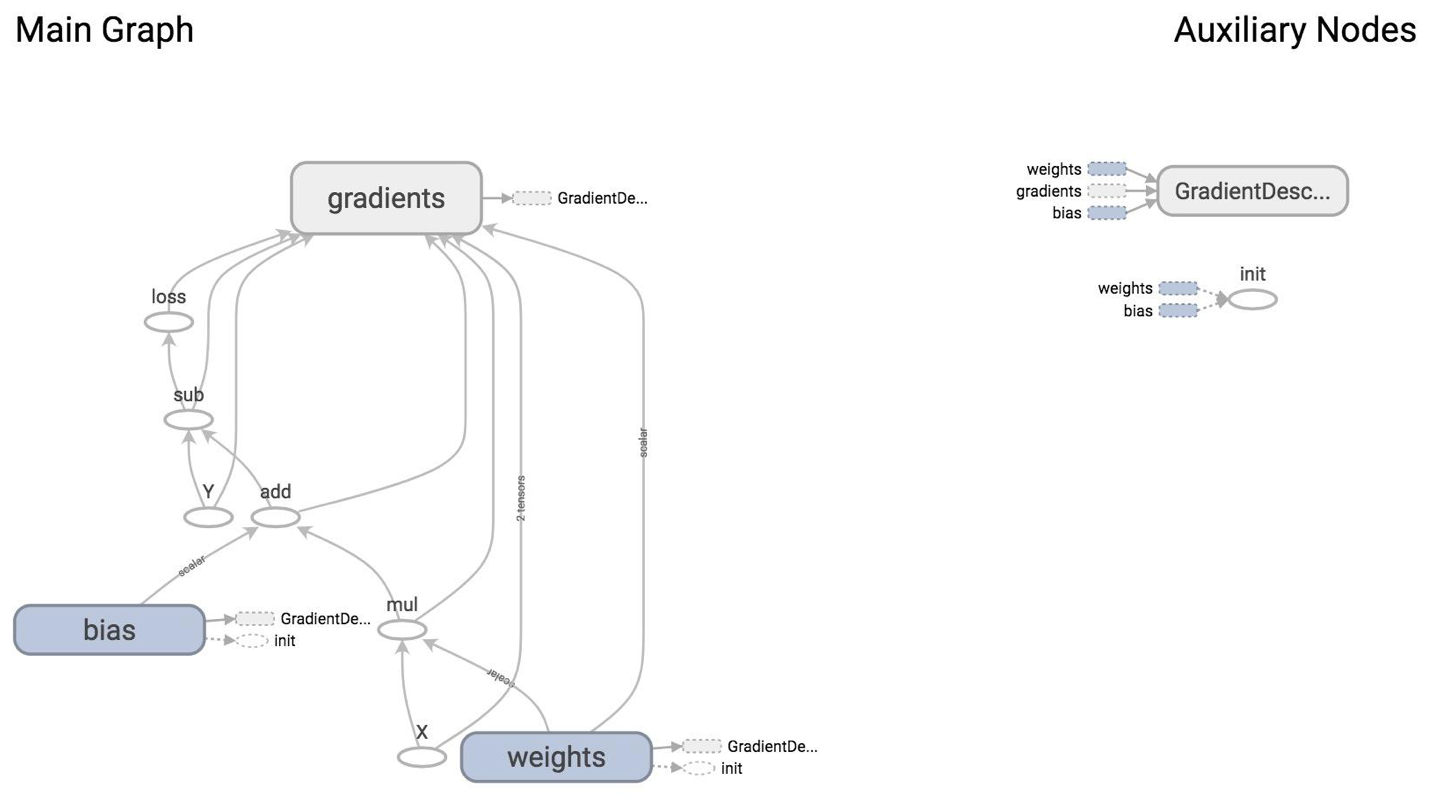 Main Graph
Auxiliary Nodes
gradients
GradientDe...
weights
gradients
bias
GradientDesc...
init
weights
bias
loss
sub
scalar
2 tensors
Y
add
scalar
bias
GradientDe...
init
mul
scalar
X
weights
GradientDe...
init